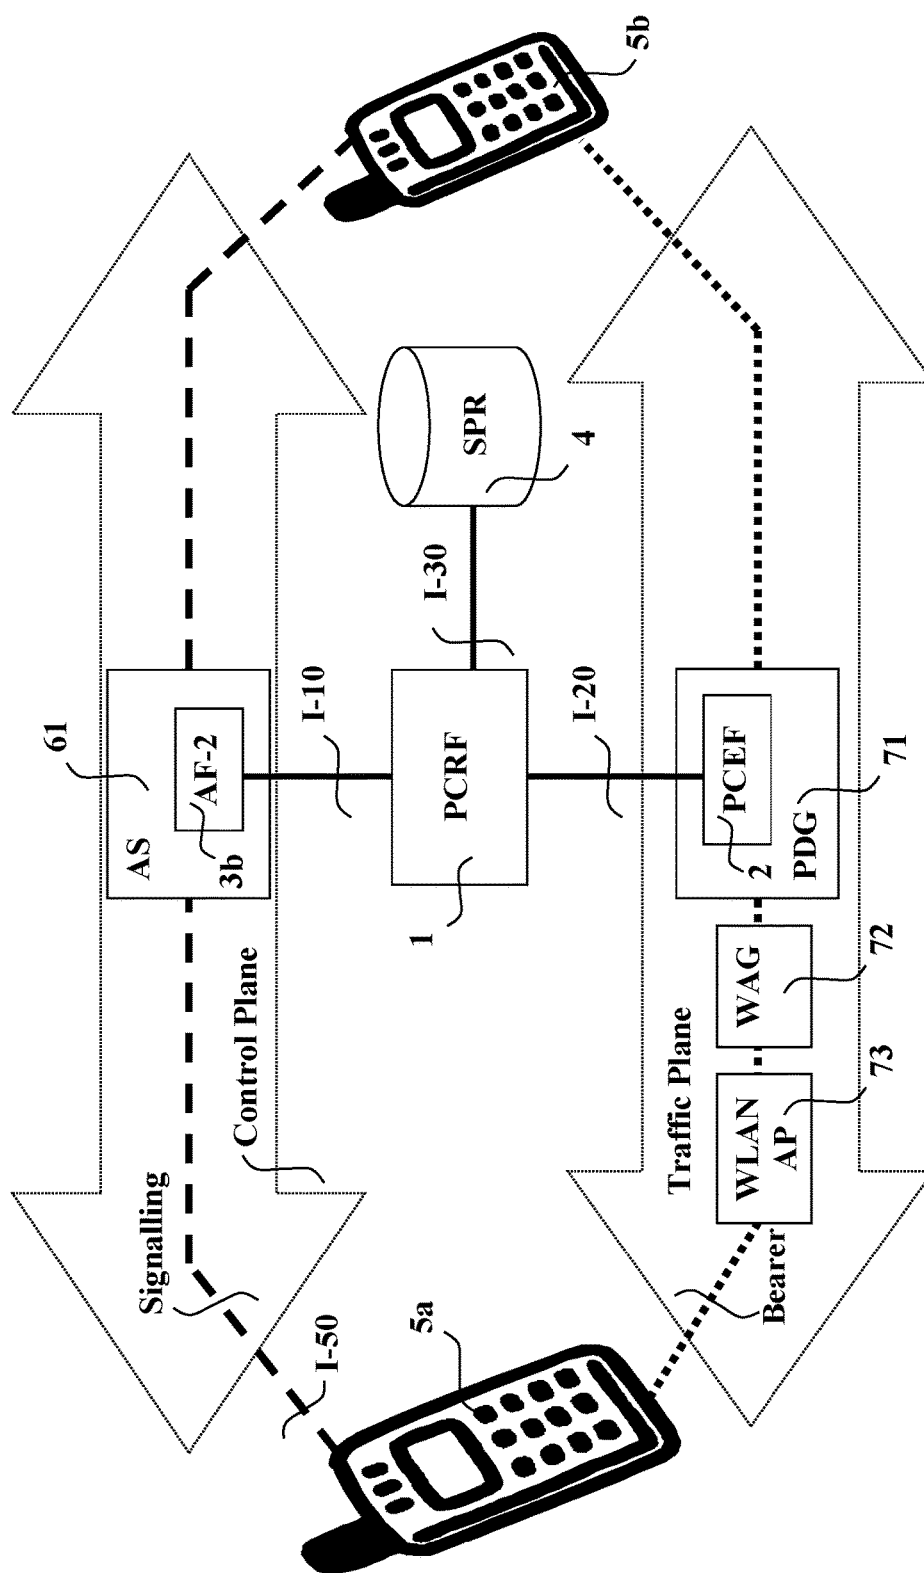 I-50
Signalling
Control Plane
61
AS
AF-2
3b
I-10
5a
1
PCRF
I-30
SPR
4
5b
I-20
Traffic Plane
Bearer
WLAN
AP
73
WAG
72
PCEF
2
PDG
71